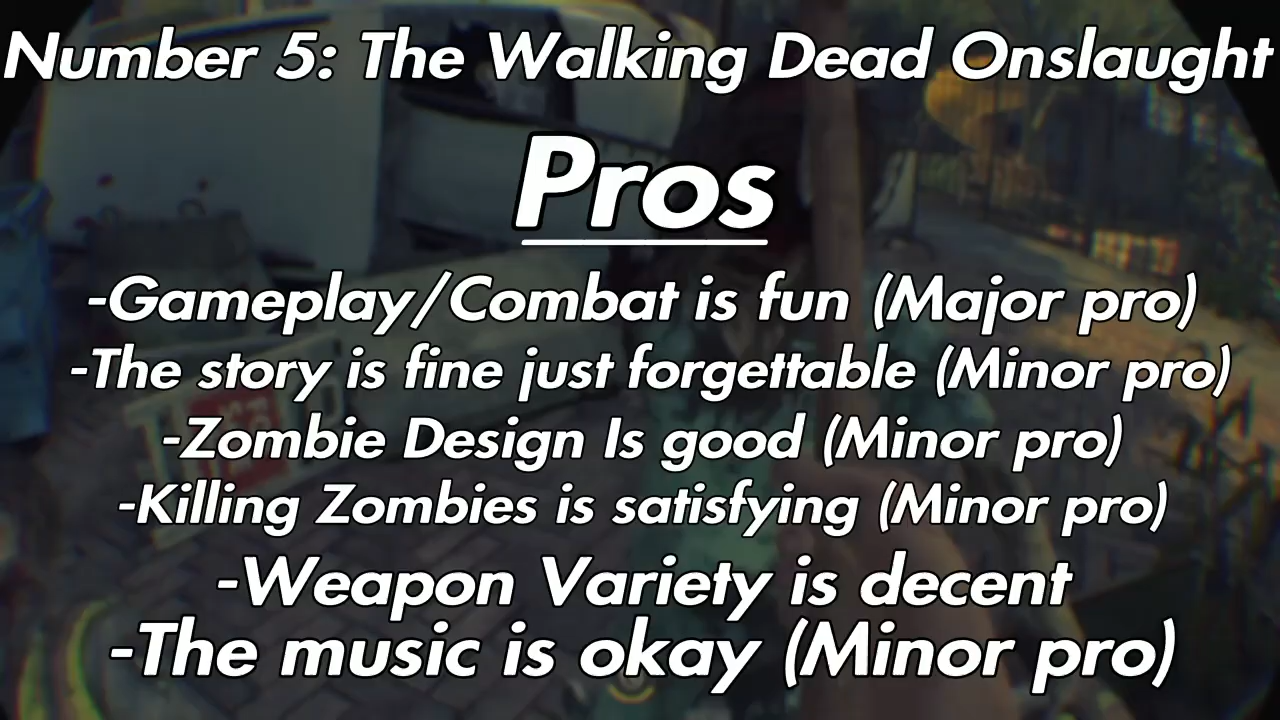 Number 5: The Walking Dead Onslaught
Pros
-Gameplay/Combat is fun (Major pro)
-The story is fine just forgettable (Minor pro)
-Zombie Design Is good (Minor pro)
-Killing Zombies is satisfying (Minor pro)
-Weapon Variety is decent
-The music is okay (Minor pro)